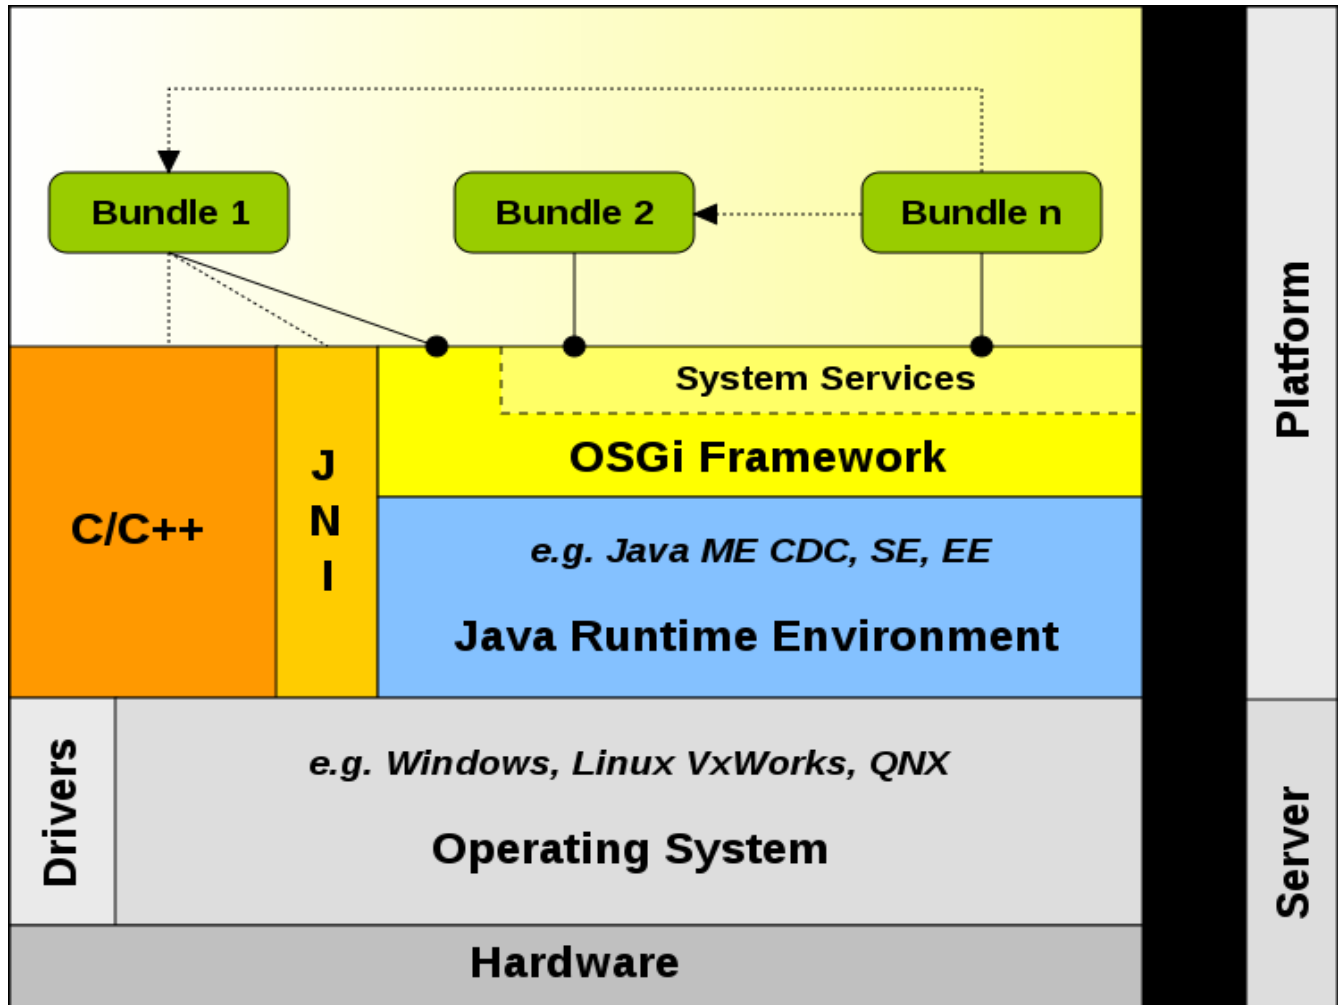 Bundle 1
Bundle 2
Bundle n
System Services
OSGi Framework
C/C++
J
N
I
e.g. Java ME CDC, SE, EE
Java Runtime Environment
Drivers
e.g. Windows, Linux VxWorks, QNX
Operating System
Hardware
Platform
Server